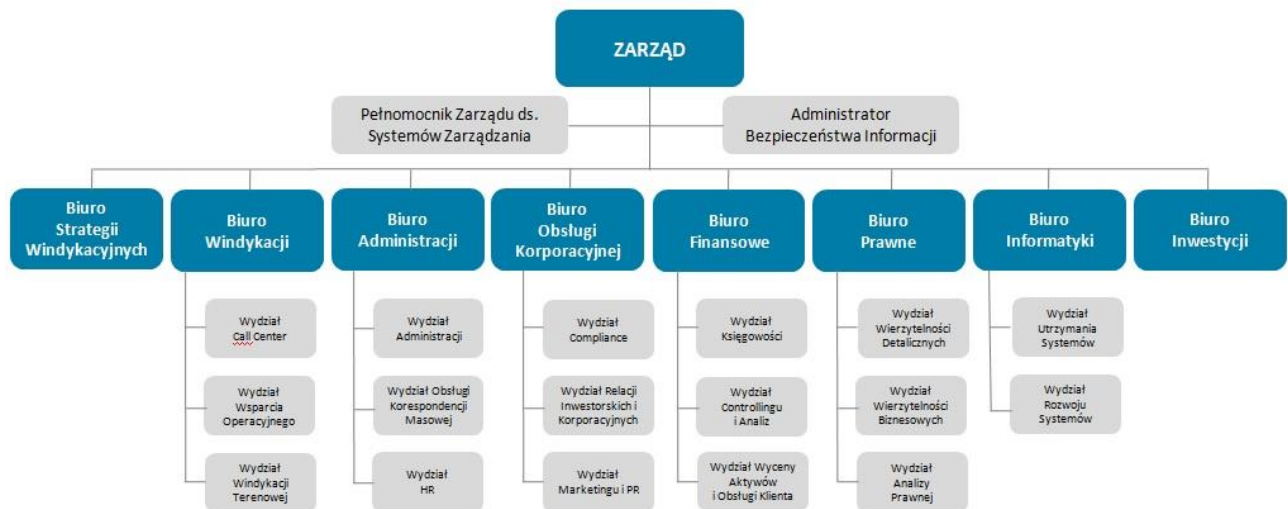 ZARZĄD
Pełnomocnik Zarządu ds.
Systemów Zarządzania
Administrator
Bezpieczeństwa Informacji
Biuro
Strategii
Windykacyjnych
Biuro
Windykacji
Biuro
Administracji
Biuro
Obsługi
Korporacyjnej
Biuro
Finansowe
Biuro
Prawne
Biuro
Informatyki
Biuro
Inwestycji
Wydział
Call Center
Wydział
Wsparcia
Operacyjnego
Wydział
Windykacji
Terenowej
Wydział
Administracji
Wydział Obsługi
Korespondencji
Masowej
Wydział
HR
Wydział
Compliance
Wydział Relacji
Inwestorskich i
Korporacyjnych
Wydział
Marketingu i PR
Wydział
Księgowości
Wydział
Controllingu
i Analiz
Wydział Wyceny
Aktywów
i Obsługi Klienta
Wydział
Wierzytelności
Detalicznych
Wydział
Wierzytelności
Biznesowych
Wydział
Analizy
Prawnej
Wydział
Utrzymania
Systemów
Wydział
Rozwoju
Systemów